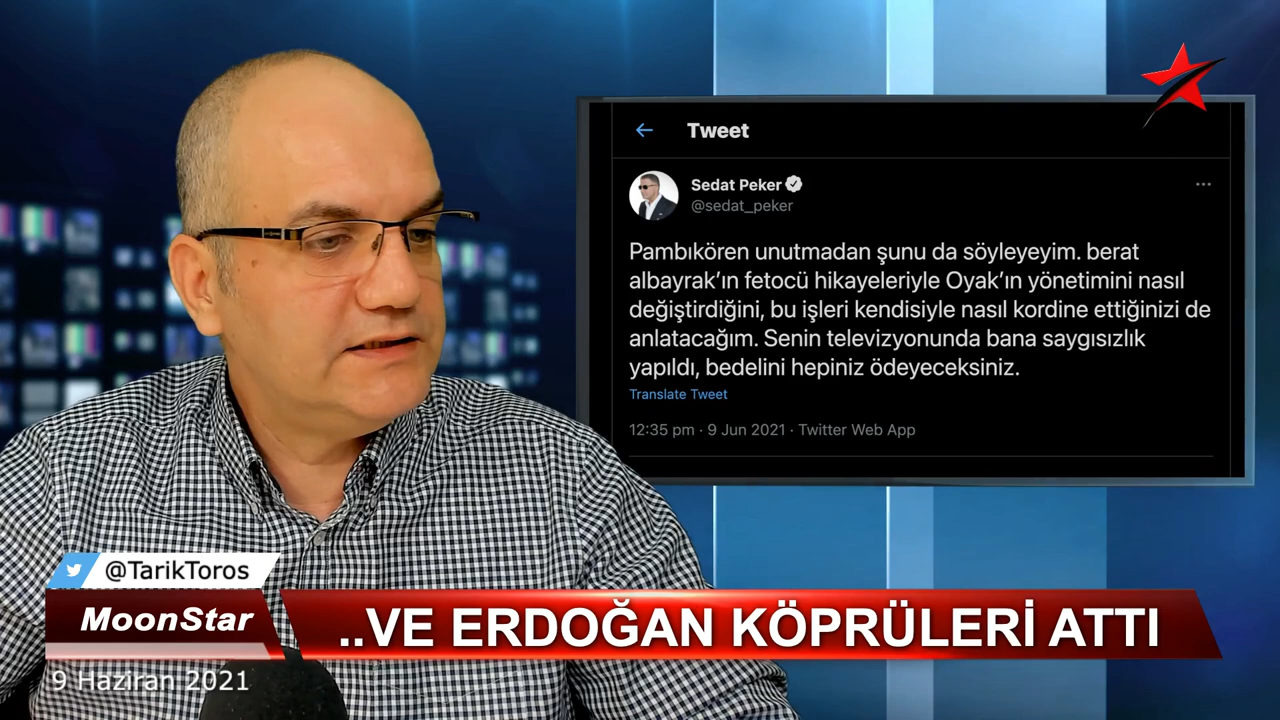 Tweet
Sedat Peker
@sedat_peker
Pambıkören unutmadan şunu da söyleyeyim. berat
albayrak’ın fetocü hikayeleriyle Oyak’ın yönetimini nasıl
değiştirdiğini, bu işleri kendisiyle nasıl kordine ettiğinizi de
anlatacağım. Senin televizyonunda bana saygısızlık
yapıldı, bedelini hepiniz ödeyeceksiniz.
Translate Tweet
12:35 pm · 9 Jun 2021 · Twitter Web App
@TarikToros
MoonStar
..VE ERDOĞAN KÖPRÜLERİ ATTI
9 Haziran 2021